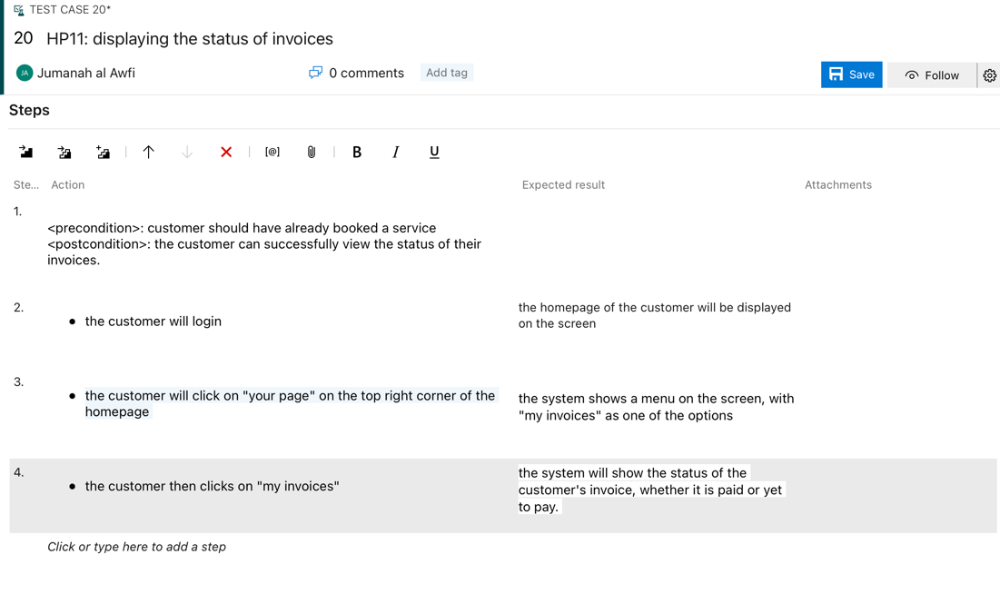 TEST CASE 20*
20 HP11: displaying the status of invoices
JA Jumanah al Awfi 0 comments Add tag Save Follow
Steps
[@] B I U
Ste... Action Expected result Attachments
1.
<precondition>: customer should have already booked a service
<postcondition>: the customer can successfully view the status of their
invoices.
2.
• the customer will login
the homepage of the customer will be displayed
on the screen
3.
• the customer will click on "your page" on the top right corner of the
homepage
the system shows a menu on the screen, with
"my invoices" as one of the options
4.
• the customer then clicks on "my invoices"
the system will show the status of the
customer's invoice, whether it is paid or yet
to pay.
Click or type here to add a step